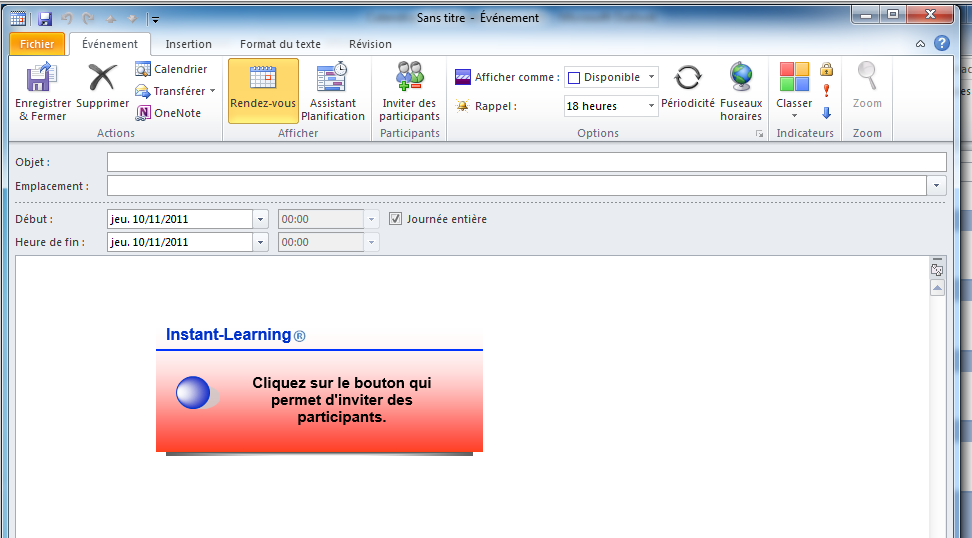 Sans titre - Événement
Fichier Événement Insertion Format du texte Révision
Enregistrer
& Fermer
Supprimer
Calendrier
Transférer
OneNote
Actions
Rendez-vous
Assistant
Planification
Afficher
Inviter des
participants
Participants
Afficher comme : Disponible
Rappel : 18 heures
Périodicité
Fuseaux
horaires
Options
Classer
Indicateurs
Zoom
Zoom
Objet :
Emplacement :
Début : jeu. 10/11/2011 00:00 Journée entière
Heure de fin : jeu. 10/11/2011 00:00
Instant-Learning®
Cliquez sur le bouton qui
permet d'inviter des
participants.